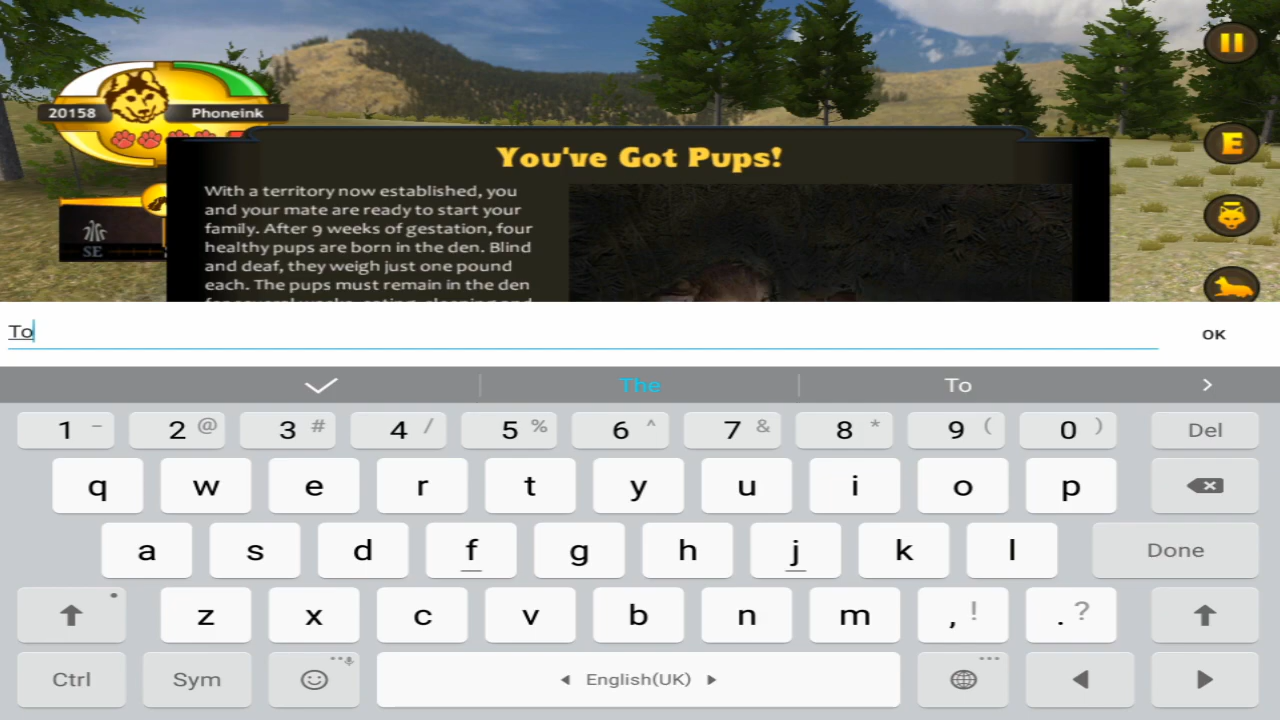 20158
Phoneink
E
SE
You've Got Pups!
With a territory now established, you
and your mate are ready to start your
family. After 9 weeks of gestation, four
healthy pups are born in the den. Blind
and deaf, they weigh just one pound
each. The pups must remain in the den
To
OK
The
To
1 - 2 @ 3 # 4 / 5 % 6 ^ 7 & 8 * 9 ( 0 ) Del
q w e r t y u i o p
a s d f g h j k l Done
z x c v b n m , ! . ?
Ctrl Sym English(UK)